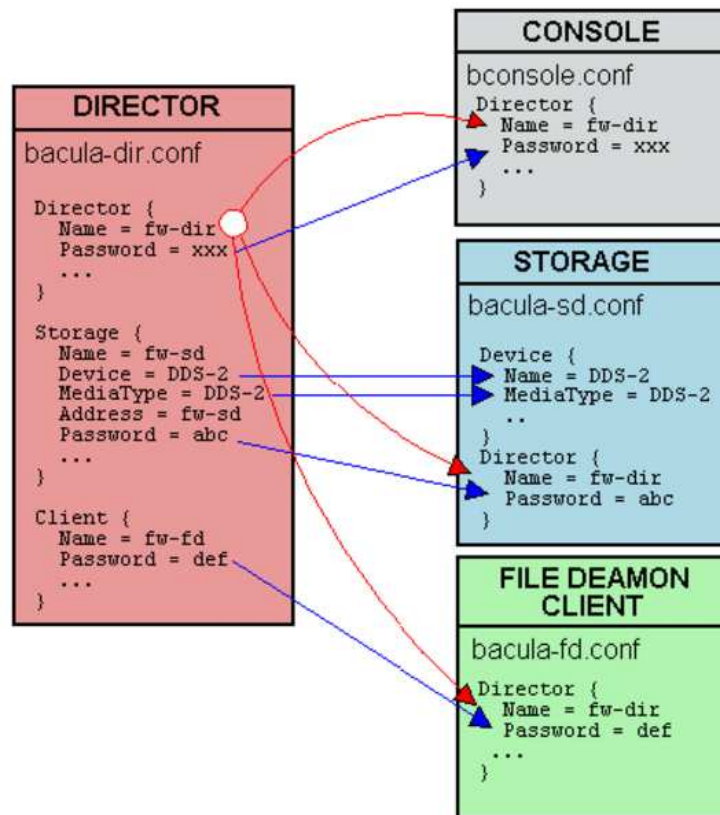 DIRECTOR
bacula-dir.conf
Director {
Name = fw-dir
Password = xxx
...
}
Storage {
Name = fw-sd
Device = DDS-2
MediaType = DDS-2
Address = fw-sd
Password = abc
...
}
Client {
Name = fw-fd
Password = def
...
}
CONSOLE
bconsole.conf
Director {
Name = fw-dir
Password = xxx
...
}
STORAGE
bacula-sd.conf
Device {
Name = DDS-2
MediaType = DDS-2
..
}
Director {
Name = fw-dir
Password = abc
}
FILE DEAMON
CLIENT
bacula-fd.conf
Director {
Name = fw-dir
Password = def
...
}